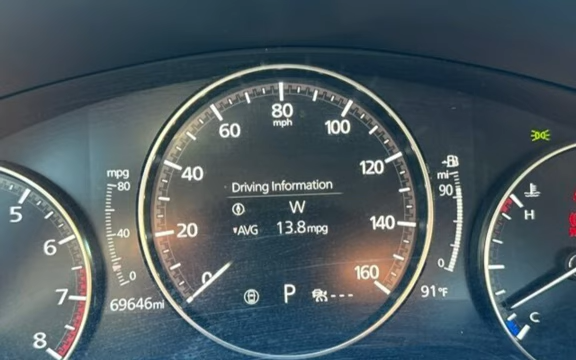 5
6
7
8
mpg
80
40
0
69646mi
0
20
40
60
80
mph
100
120
140
160
Driving Information
W
AVG 13.8mpg
P ---
mi
90
0
91°F
H
C